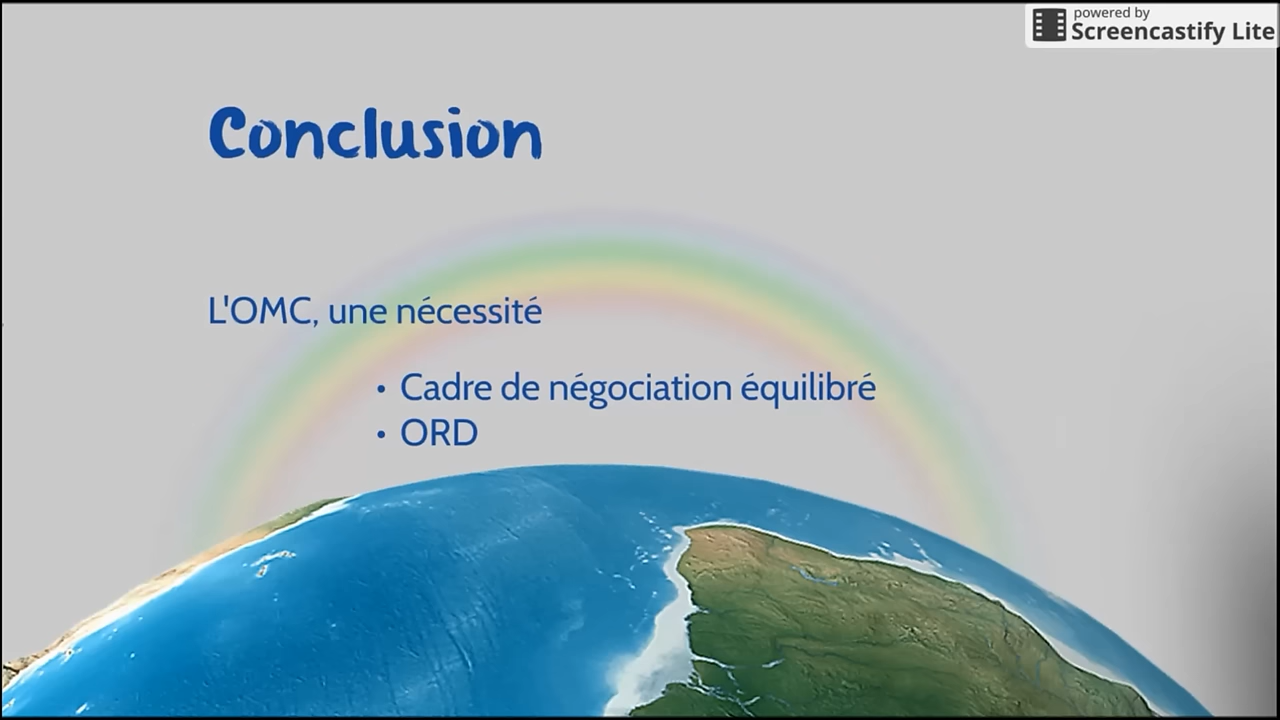 powered by
Screencastify Lite
Conclusion
L'OMC, une nécessité
• Cadre de négociation équilibré
• ORD